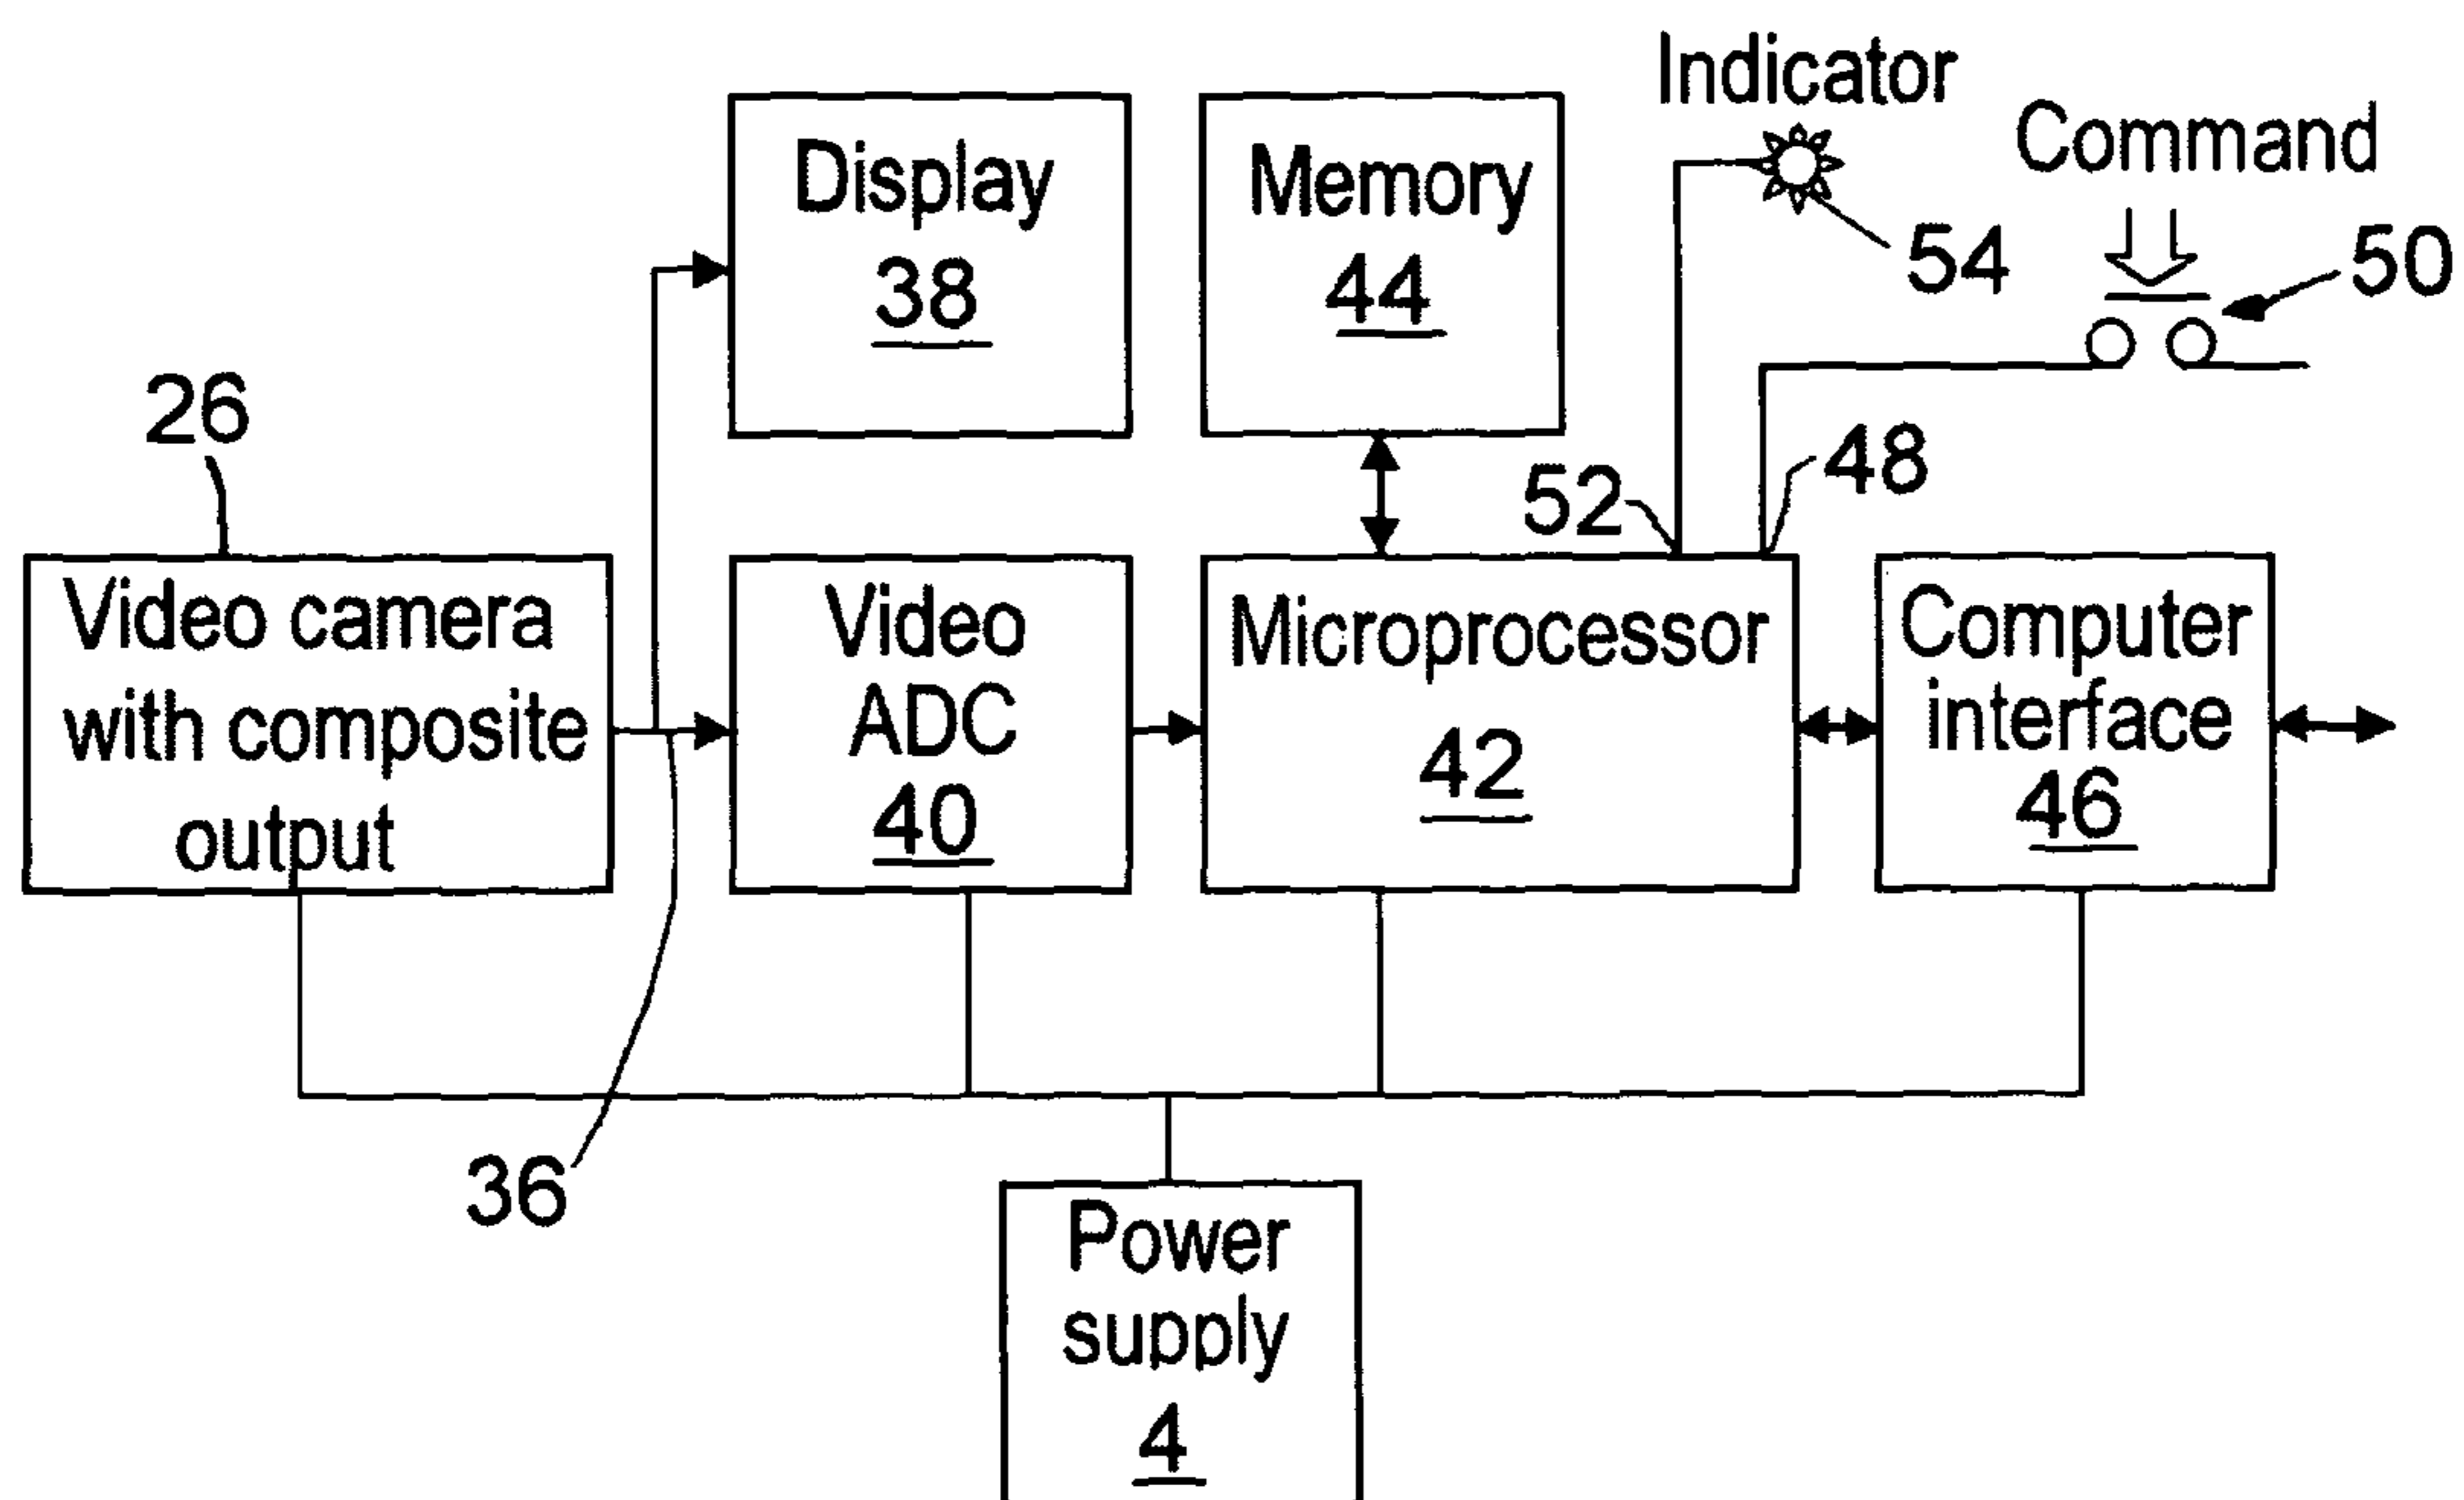 Indicator
Command
Display
38
Memory
44
54
50
26
52
48
Video camera
with composite
output
Video
ADC
40
Microprocessor
42
Computer
interface
46
36
Power
supply
4